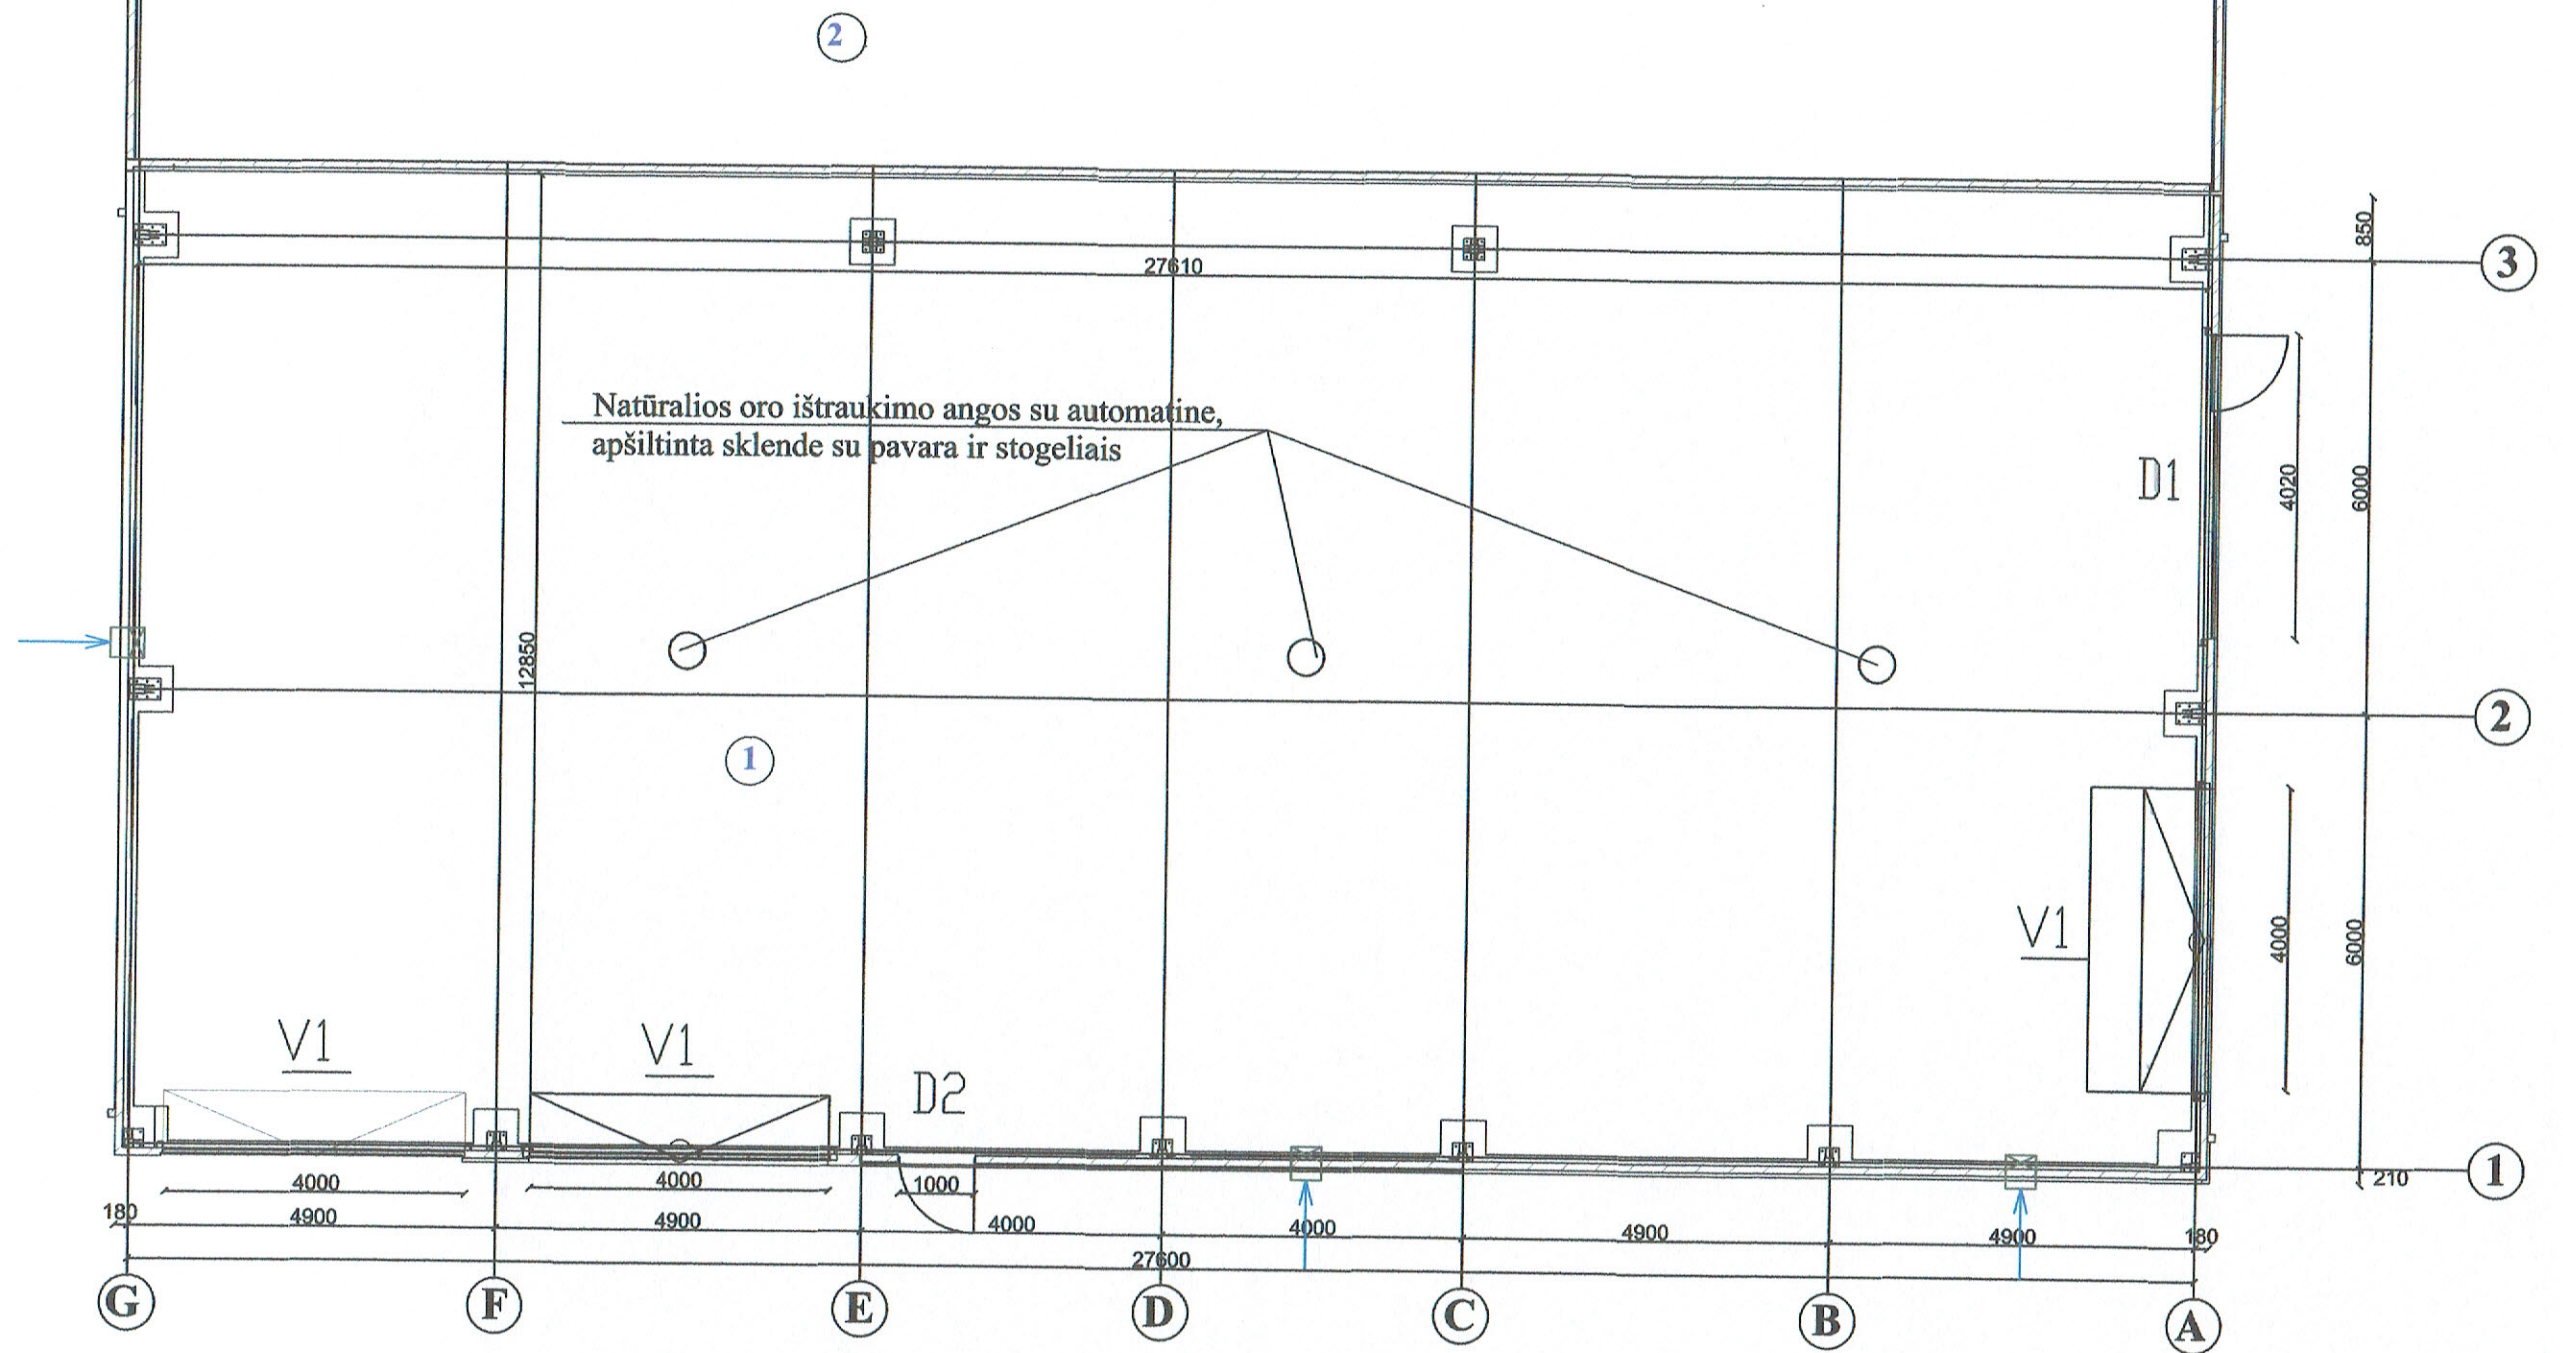 2
850
3
27610
Natūralios oro ištraukimo angos su automatine,
apšiltinta sklende su pavara ir stogeliais
D1
4020
6000
12850
2
1
V1
4000
6000
V1
V1
D2
4000
4000
1000
210
1
180
4900
4900
4000
4000
4900
4900
180
27600
G
F
E
D
C
B
A